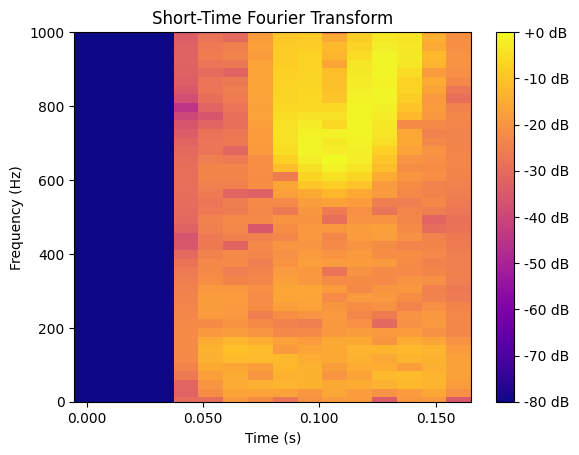 Short-Time Fourier Transform
1000
800
600
400
200
0
Frequency (Hz)
0.000
0.050
0.100
0.150
Time (s)
+0 dB
-10 dB
-20 dB
-30 dB
-40 dB
-50 dB
-60 dB
-70 dB
-80 dB